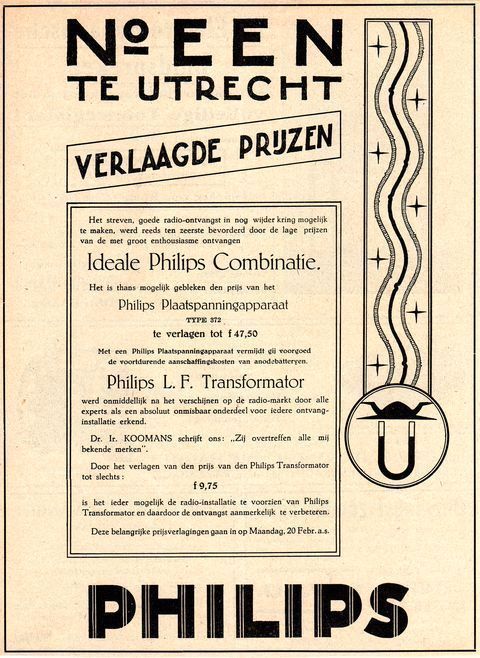 Nº EEN
TE UTRECHT
VERLAAGDE PRIJZEN
Het streven, goede radio-ontvangst in nog wijder kring mogelijk
te maken, werd reeds ten zeerste bevorderd door de lage prijzen
van de met groot enthousiasme ontvangen
Ideale Philips Combinatie.
Het is thans mogelijk gebleken den prijs van het
Philips Plaatspanningapparaat
TYPE 372
te verlagen tot f 47,50
Met een Philips Plaatspanningapparaat vermijdt gij voorgoed
de voortdurende aanschaffingskosten van anodebatterijen.
Philips L. F. Transformator
werd onmiddellijk na het verschijnen op de radio-markt door alle
experts als een absoluut onmisbaar onderdeel voor iedere ontvang-
installatie erkend.
Dr. Ir. KOOMANS schrijft ons: „Zij overtreffen alle mij
bekende merken".
Door het verlagen van den prijs van den Philips Transformator
tot slechts:
f 9,75
is het ieder mogelijk de radio-installatie te voorzien van Philips
Transformator en daardoor de ontvangst aanmerkelijk te verbeteren.
Deze belangrijke prijsverlagingen gaan in op Maandag, 20 Febr. a.s.
PHILIPS